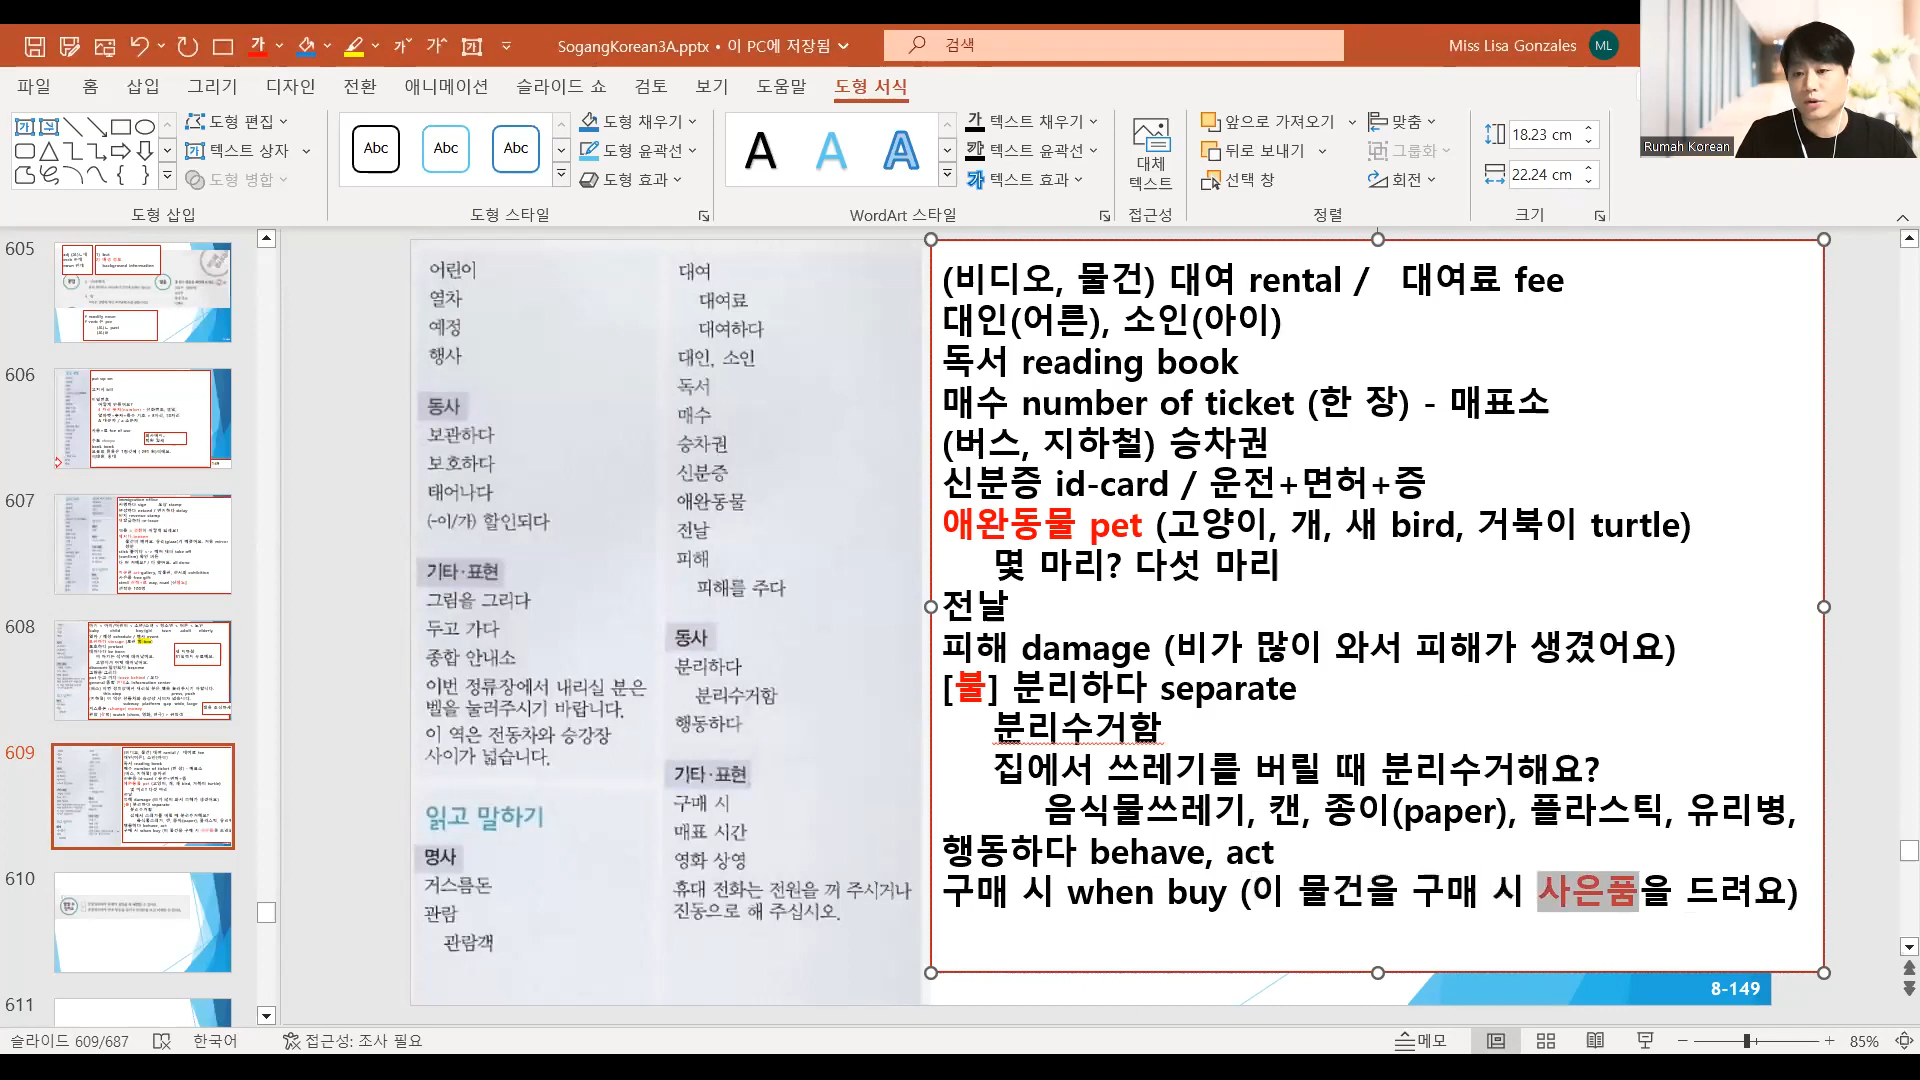 SogangKorean3A.pptx • 이 PC에 저장됨
검색
Miss Lisa Gonzales
ML
파일 홈 삽입 그리기 디자인 전환 애니메이션 슬라이드 쇼 검토 보기 도움말 도형 서식
도형 편집
텍스트 상자
도형 병합
도형 삽입
Abc Abc Abc
도형 채우기
도형 윤곽선
도형 효과
도형 스타일
A A A
텍스트 채우기
텍스트 윤곽선
텍스트 효과
WordArt 스타일
대체
텍스트
접근성
앞으로 가져오기
뒤로 보내기
선택 창
맞춤
그룹화
회전
정렬
18.23 cm
22.24 cm
크기
Rumah Korean
605
606
607
608
609
610
611
어린이
열차
예정
행사
동사
보관하다
보호하다
태어나다
(-이/가) 할인되다
기타·표현
그림을 그리다
두고 가다
종합 안내소
이번 정류장에서 내리실 분은
벨을 눌러주시기 바랍니다.
이 역은 전동차와 승강장
사이가 넓습니다.
읽고 말하기
명사
거스름돈
관람
관람객
대여
대여료
대여하다
대인, 소인
독서
매수
승차권
신분증
애완동물
전날
피해
피해를 주다
동사
분리하다
분리수거함
행동하다
기타·표현
구매 시
매표 시간
영화 상영
휴대 전화는 전원을 꺼 주시거나
진동으로 해 주십시오.
(비디오, 물건) 대여 rental / 대여료 fee
대인(어른), 소인(아이)
독서 reading book
매수 number of ticket (한 장) - 매표소
(버스, 지하철) 승차권
신분증 id-card / 운전+면허+증
애완동물 pet (고양이, 개, 새 bird, 거북이 turtle)
몇 마리? 다섯 마리
전날
피해 damage (비가 많이 와서 피해가 생겼어요)
[불] 분리하다 separate
분리수거함
집에서 쓰레기를 버릴 때 분리수거해요?
음식물쓰레기, 캔, 종이(paper), 플라스틱, 유리병,
행동하다 behave, act
구매 시 when buy (이 물건을 구매 시 사은품을 드려요)
8-149
슬라이드 609/687
한국어
접근성: 조사 필요
메모
85%